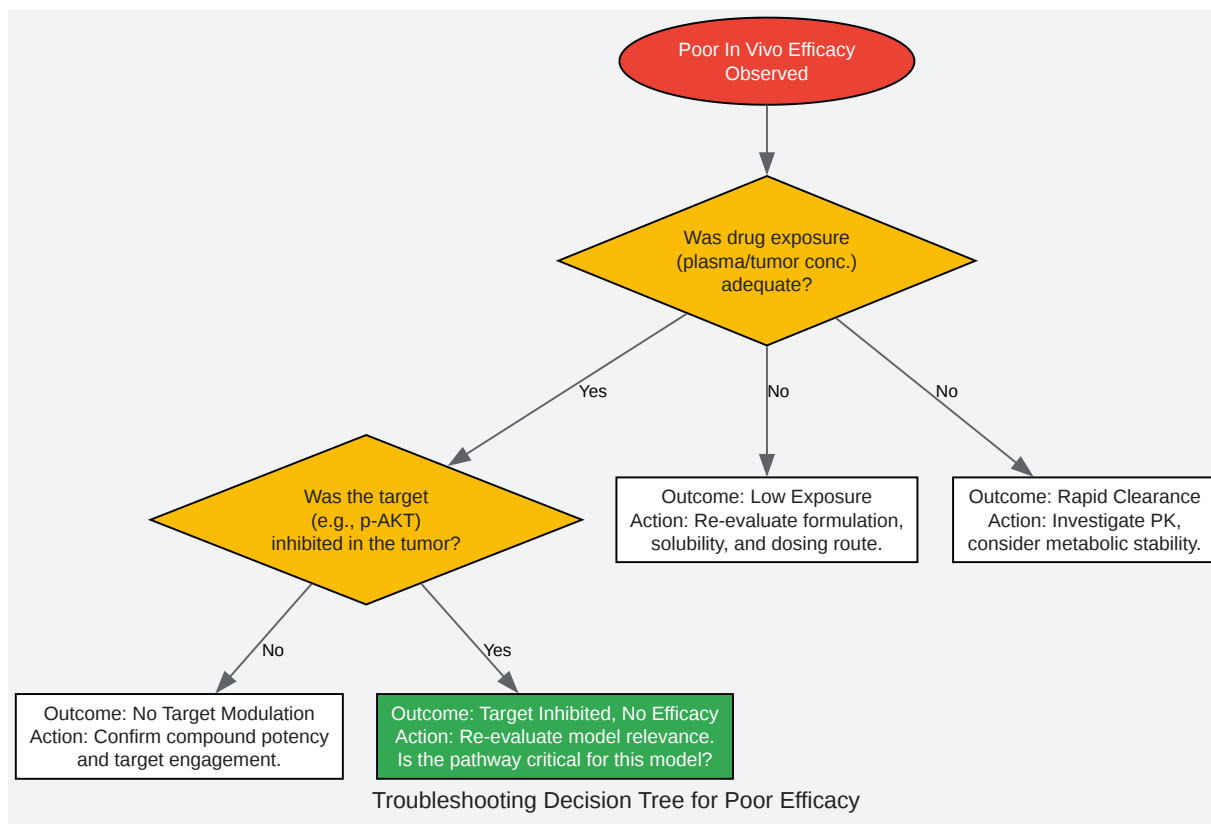 Poor In Vivo Efficacy
Observed
Was drug exposure
(plasma/tumor conc.)
adequate?
Yes
No
No
Was the target
(e.g., p-AKT)
inhibited in the tumor?
Outcome: Low Exposure
Action: Re-evaluate formulation,
solubility, and dosing route.
Outcome: Rapid Clearance
Action: Investigate PK,
consider metabolic stability.
No
Yes
Outcome: No Target Modulation
Action: Confirm compound potency
and target engagement.
Outcome: Target Inhibited, No Efficacy
Action: Re-evaluate model relevance.
Is the pathway critical for this model?
Troubleshooting Decision Tree for Poor Efficacy